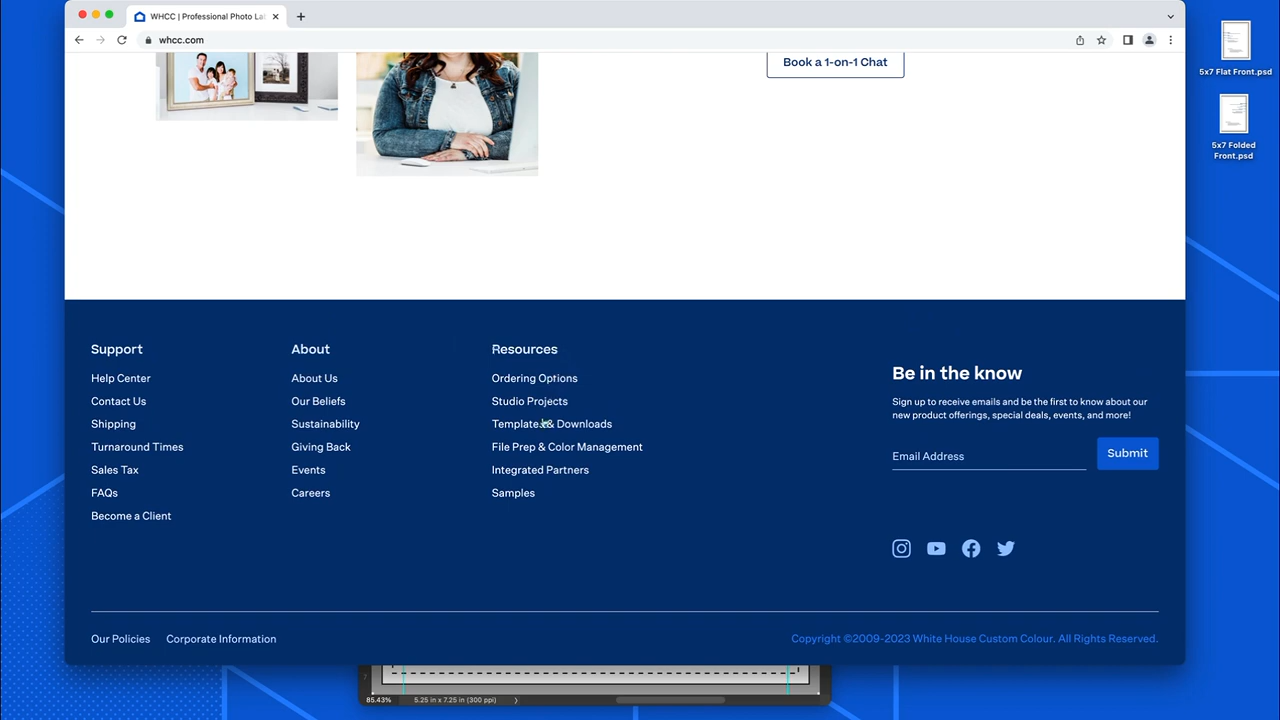 WHCC | Professional Photo La
whcc.com
5x7 Flat Front.psd
5x7 Folded
Front.psd
Book a 1-on-1 Chat
Support
Help Center
Contact Us
Shipping
Turnaround Times
Sales Tax
FAQs
Become a Client
About
About Us
Our Beliefs
Sustainability
Giving Back
Events
Careers
Resources
Ordering Options
Studio Projects
Templates & Downloads
File Prep & Color Management
Integrated Partners
Samples
Be in the know
Sign up to receive emails and be the first to know about our
new product offerings, special deals, events, and more!
Email Address
Submit
Our Policies
Corporate Information
Copyright ©2009-2023 White House Custom Colour. All Rights Reserved.
85.43%
5.25 in x 7.25 in (300 ppi)